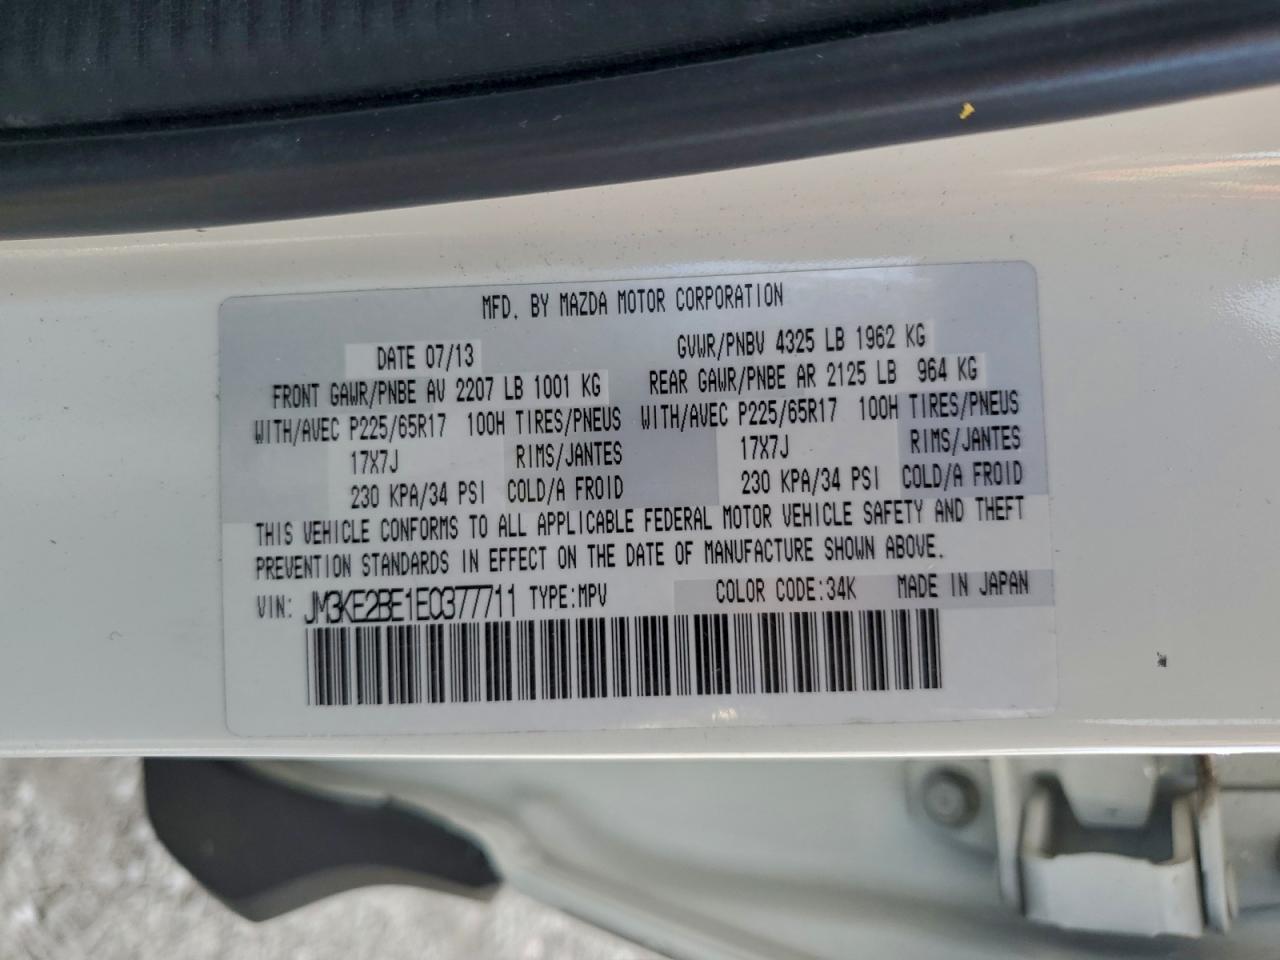 MFD. BY MAZDA MOTOR CORPORATION
DATE 07/13 GVWR/PNBV 4325 LB 1962 KG
FRONT GAWR/PNBE AV 2207 LB 1001 KG REAR GAWR/PNBE AR 2125 LB 964 KG
WITH/AVEC P225/65R17 100H TIRES/PNEUS WITH/AVEC P225/65R17 100H TIRES/PNEUS
17X7J RIMS/JANTES 17X7J RIMS/JANTES
230 KPA/34 PSI COLD/A FROID 230 KPA/34 PSI COLD/A FROID
THIS VEHICLE CONFORMS TO ALL APPLICABLE FEDERAL MOTOR VEHICLE SAFETY AND THEFT
PREVENTION STANDARDS IN EFFECT ON THE DATE OF MANUFACTURE SHOWN ABOVE.
VIN: JM3KE2BE1E0377711 TYPE:MPV COLOR CODE:34K MADE IN JAPAN